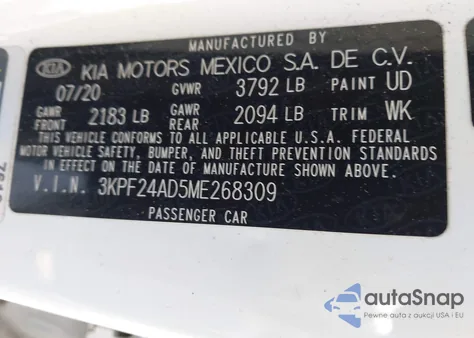 MANUFACTURED BY
KIA KIA MOTORS MEXICO S.A. DE C.V.
07/20 GVWR 3792 LB PAINT UD
GAWR FRONT 2183 LB GAWR REAR 2094 LB TRIM WK
THIS VEHICLE CONFORMS TO ALL APPLICABLE U.S.A. FEDERAL
MOTOR VEHICLE SAFETY, BUMPER, AND THEFT PREVENTION STANDARDS
IN EFFECT ON THE DATE OF MANUFACTURE SHOWN ABOVE.
V.I.N. 3KPF24AD5ME268309
PASSENGER CAR
autoSnap
Pewne auta z aukcji USA i EU